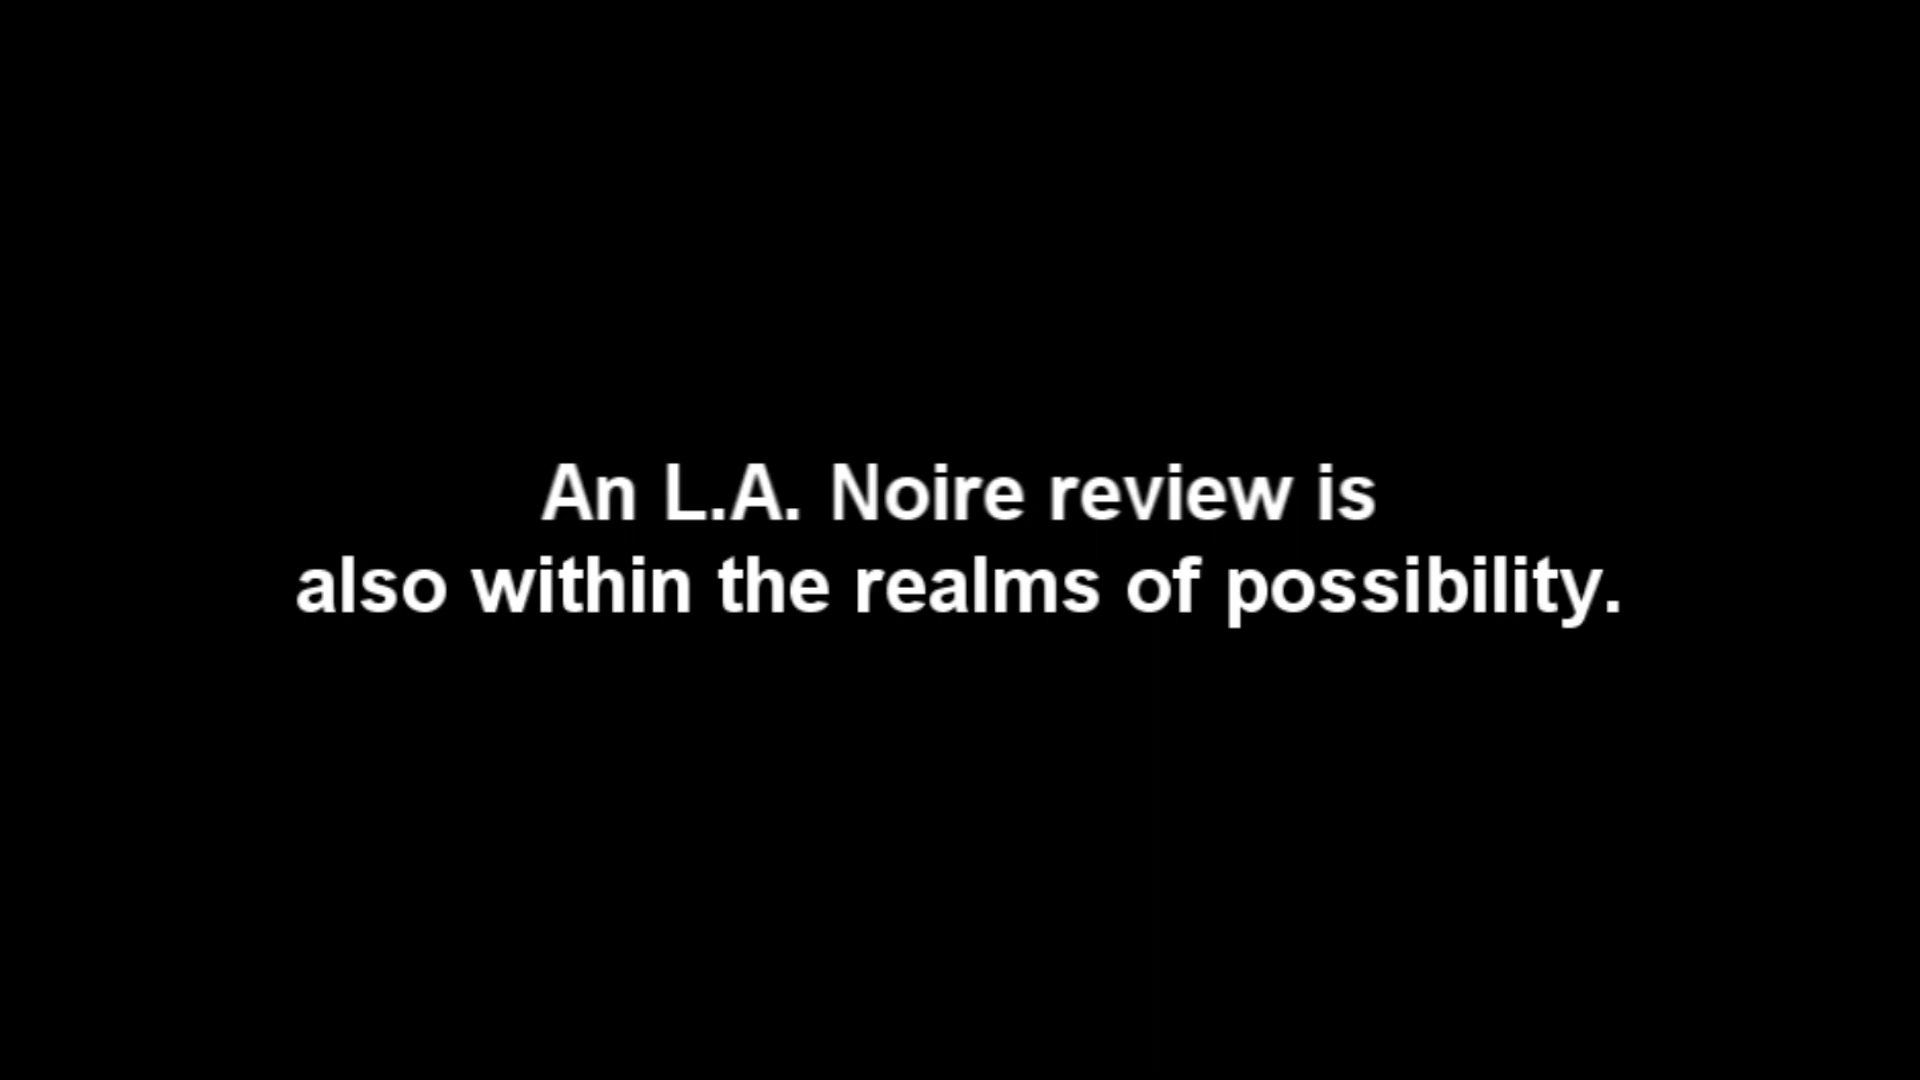 An L.A. Noire review is
also within the realms of possibility.